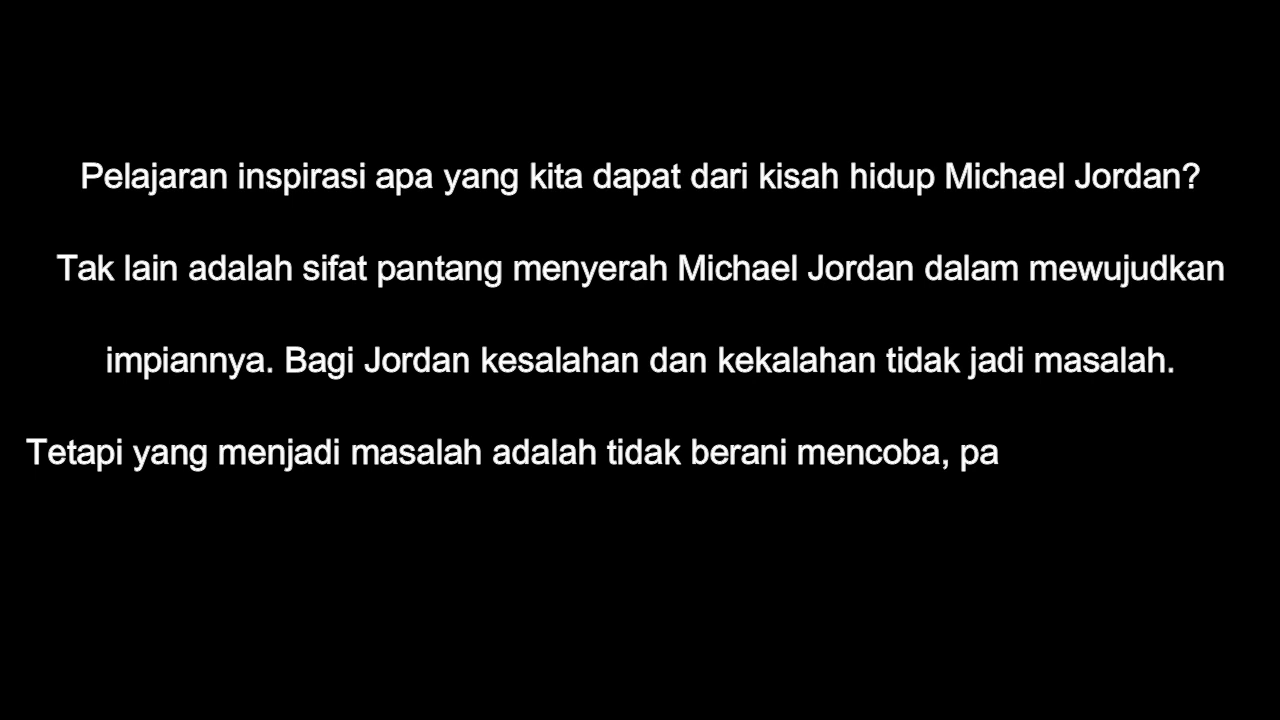 Pelajaran inspirasi apa yang kita dapat dari kisah hidup Michael Jordan?
Tak lain adalah sifat pantang menyerah Michael Jordan dalam mewujudkan
impiannya. Bagi Jordan kesalahan dan kekalahan tidak jadi masalah.
Tetapi yang menjadi masalah adalah tidak berani mencoba, pa